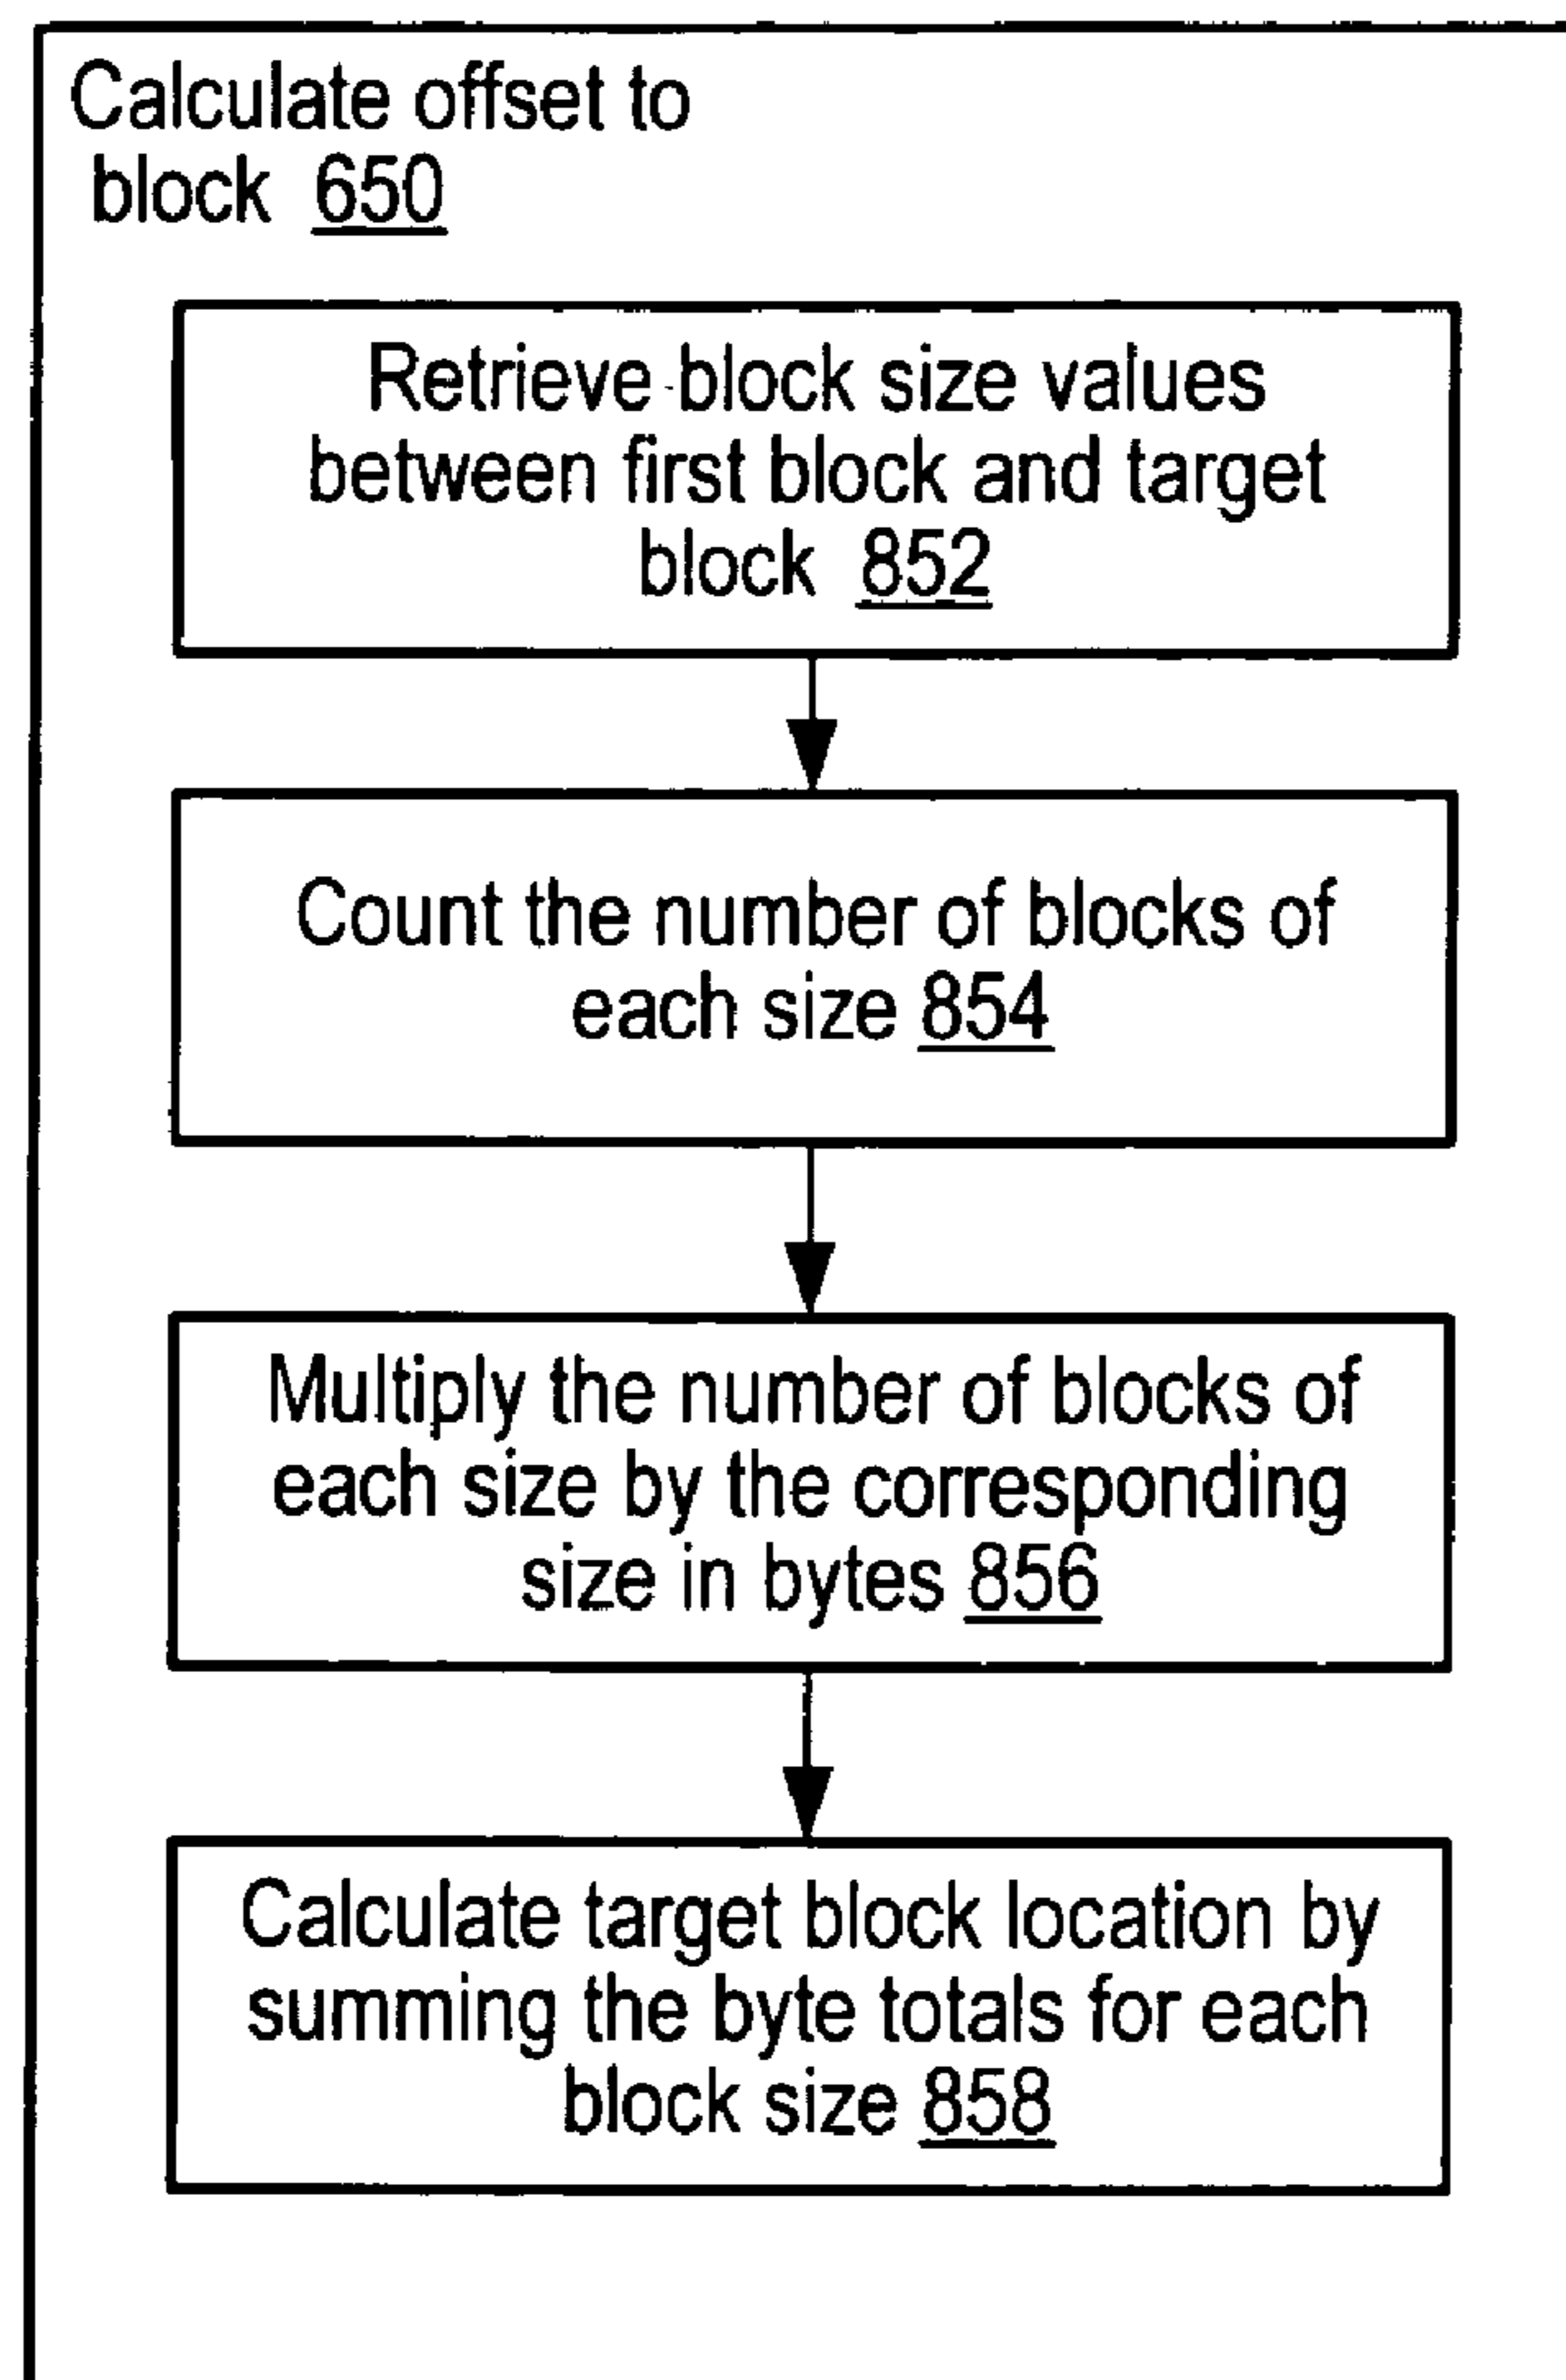 Calculate offset to
block 650
Retrieve block size values
between first block and target
block 852
Count the number of blocks of
each size 854
Multiply the number of blocks of
each size by the corresponding
size in bytes 856
Calculate target block location by
summing the byte totals for each
block size 858